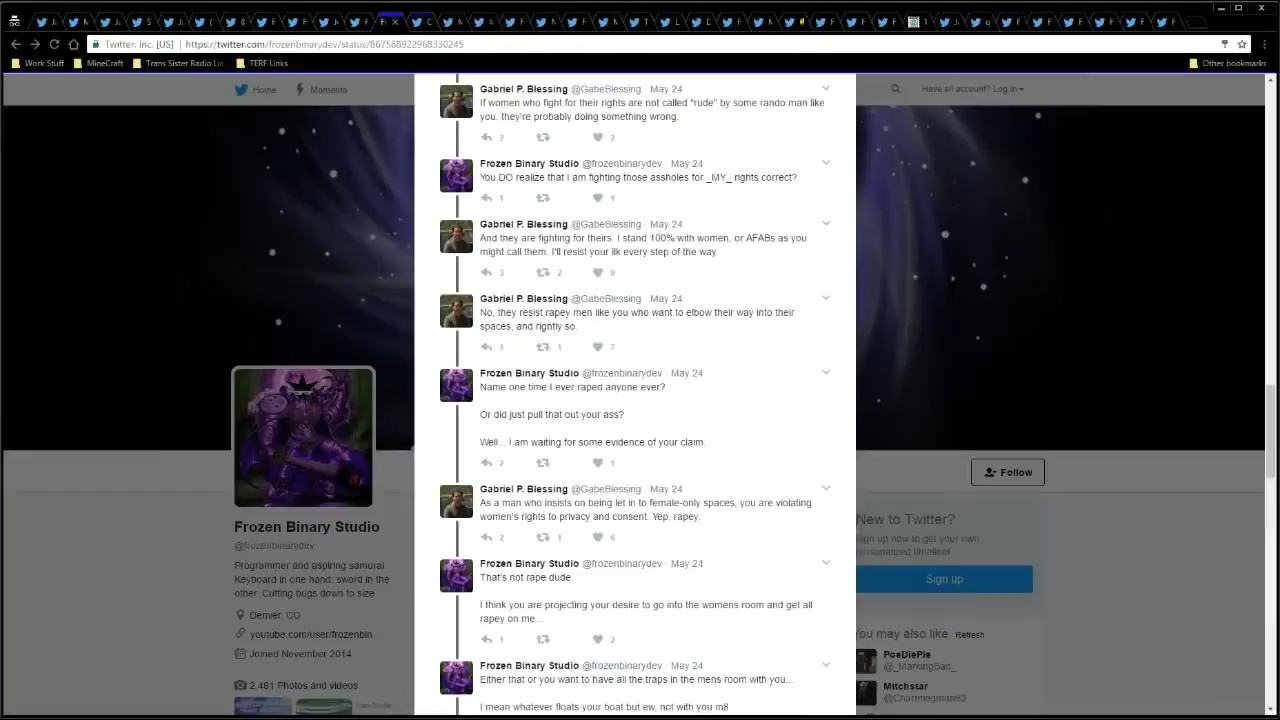 Twitter, Inc. [US] https://twitter.com/frozenbinarydev/status/867588922968330245
Work Stuff MineCraft Trans Sister Radio Lin TERF Links Other bookmarks
Home Moments Have an account? Log in
Gabriel P. Blessing @GabeBlessing · May 24
If women who fight for their rights are not called "rude" by some rando man like
you, they're probably doing something wrong.
2 2
Frozen Binary Studio @frozenbinarydev · May 24
You DO realize that I am fighting those assholes for _MY_ rights correct?
1 1
Gabriel P. Blessing @GabeBlessing · May 24
And they are fighting for theirs. I stand 100% with women, or AFABs as you
might call them. I'll resist your ilk every step of the way.
3 2 9
Gabriel P. Blessing @GabeBlessing · May 24
No, they resist rapey men like you who want to elbow their way into their
spaces, and rightly so.
1 1 7
Frozen Binary Studio @frozenbinarydev · May 24
Name one time I ever raped anyone ever?
Or did just pull that out your ass?
Well... I am waiting for some evidence of your claim.
2 1
Gabriel P. Blessing @GabeBlessing · May 24
As a man who insists on being let in to female-only spaces, you are violating
women's rights to privacy and consent. Yep, rapey.
2 1 6
Frozen Binary Studio @frozenbinarydev · May 24
That's not rape dude.
I think you are projecting your desire to go into the womens room and get all
rapey on me...
1 2
Frozen Binary Studio @frozenbinarydev · May 24
Either that or you want to have all the traps in the mens room with you...
I mean whatever floats your boat but ew, not with you m8
Frozen Binary Studio
@frozenbinarydev
Programmer and aspiring samurai.
Keyboard in one hand, sword in the
other. Cutting bugs down to size.
Denver, CO
youtube.com/user/frozenbin..
Joined November 2014
2,481 Photos and videos
Follow
New to Twitter?
Sign up now to get your own
personalized timeline!
Sign up
You may also like Refresh
PoeDiePie
@_MarkingBad_
Mitchstar
@Charmegman93